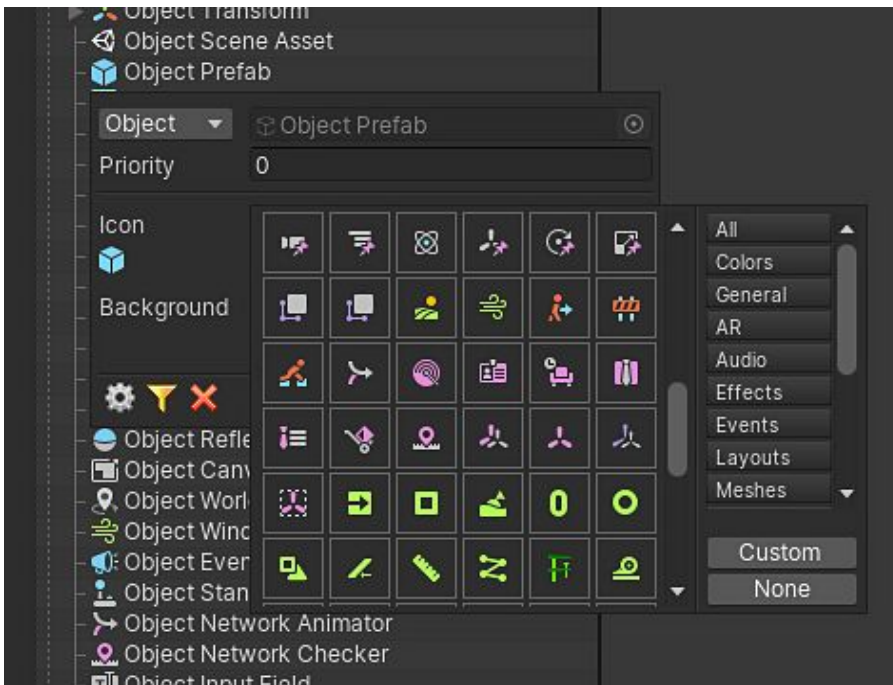 Object Transform
Object Scene Asset
Object Prefab
Object
Object Prefab
Priority
0
Icon
Background
All
Colors
General
AR
Audio
Effects
Events
Layouts
Meshes
Custom
None
Object Refle
Object Canv
Object Worl
Object Wind
Object Even
Object Stan
Object Network Animator
Object Network Checker
Object Input Field